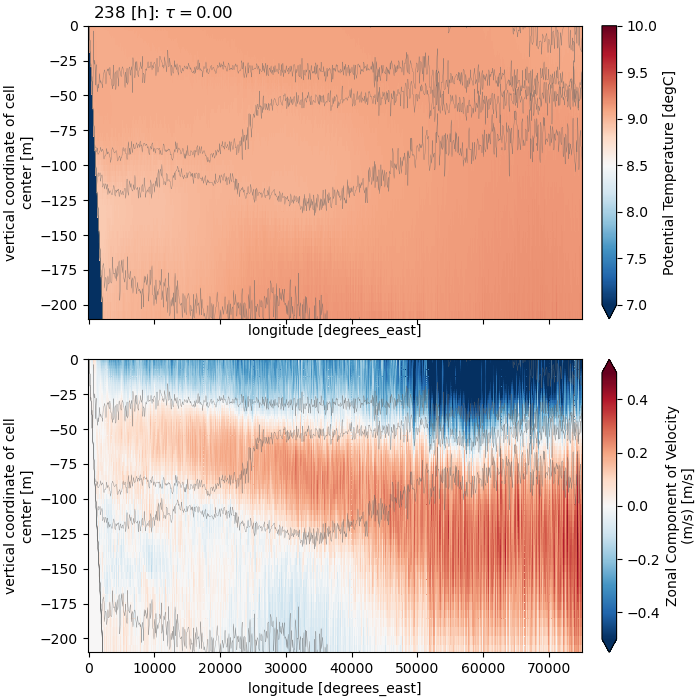 238 [h]: τ = 0.00
0
−25
−50
−75
−100
−125
−150
−175
−200
vertical coordinate of cell
center [m]
longitude [degrees_east]
10.0
9.5
9.0
8.5
8.0
7.5
7.0
Potential Temperature [degC]
0
−25
−50
−75
−100
−125
−150
−175
−200
vertical coordinate of cell
center [m]
0 10000 20000 30000 40000 50000 60000 70000
longitude [degrees_east]
0.4
0.2
0.0
−0.2
−0.4
Zonal Component of Velocity
(m/s) [m/s]